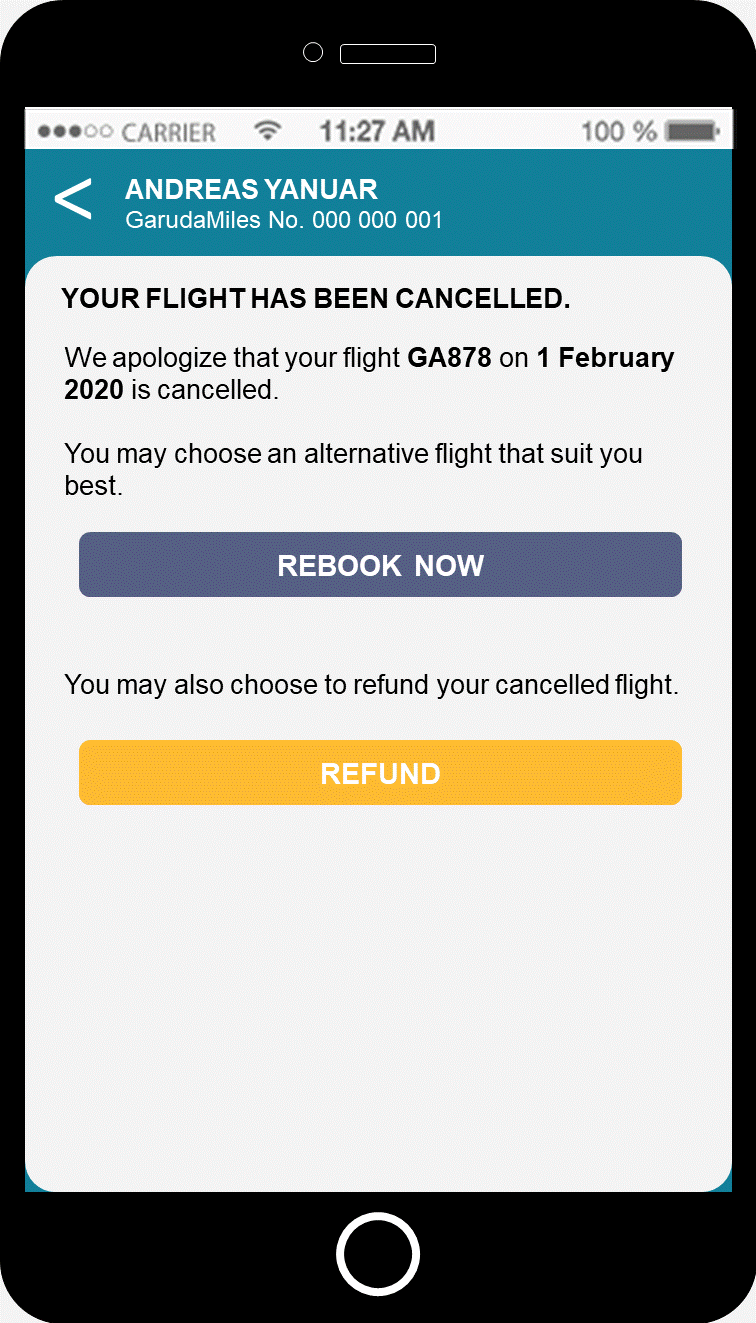 CARRIER 11:27 AM 100 %
< ANDREAS YANUAR
GarudaMiles No. 000 000 001
YOUR FLIGHT HAS BEEN CANCELLED.
We apologize that your flight GA878 on 1 February
2020 is cancelled.
You may choose an alternative flight that suit you
best.
REBOOK NOW
You may also choose to refund your cancelled flight.
REFUND